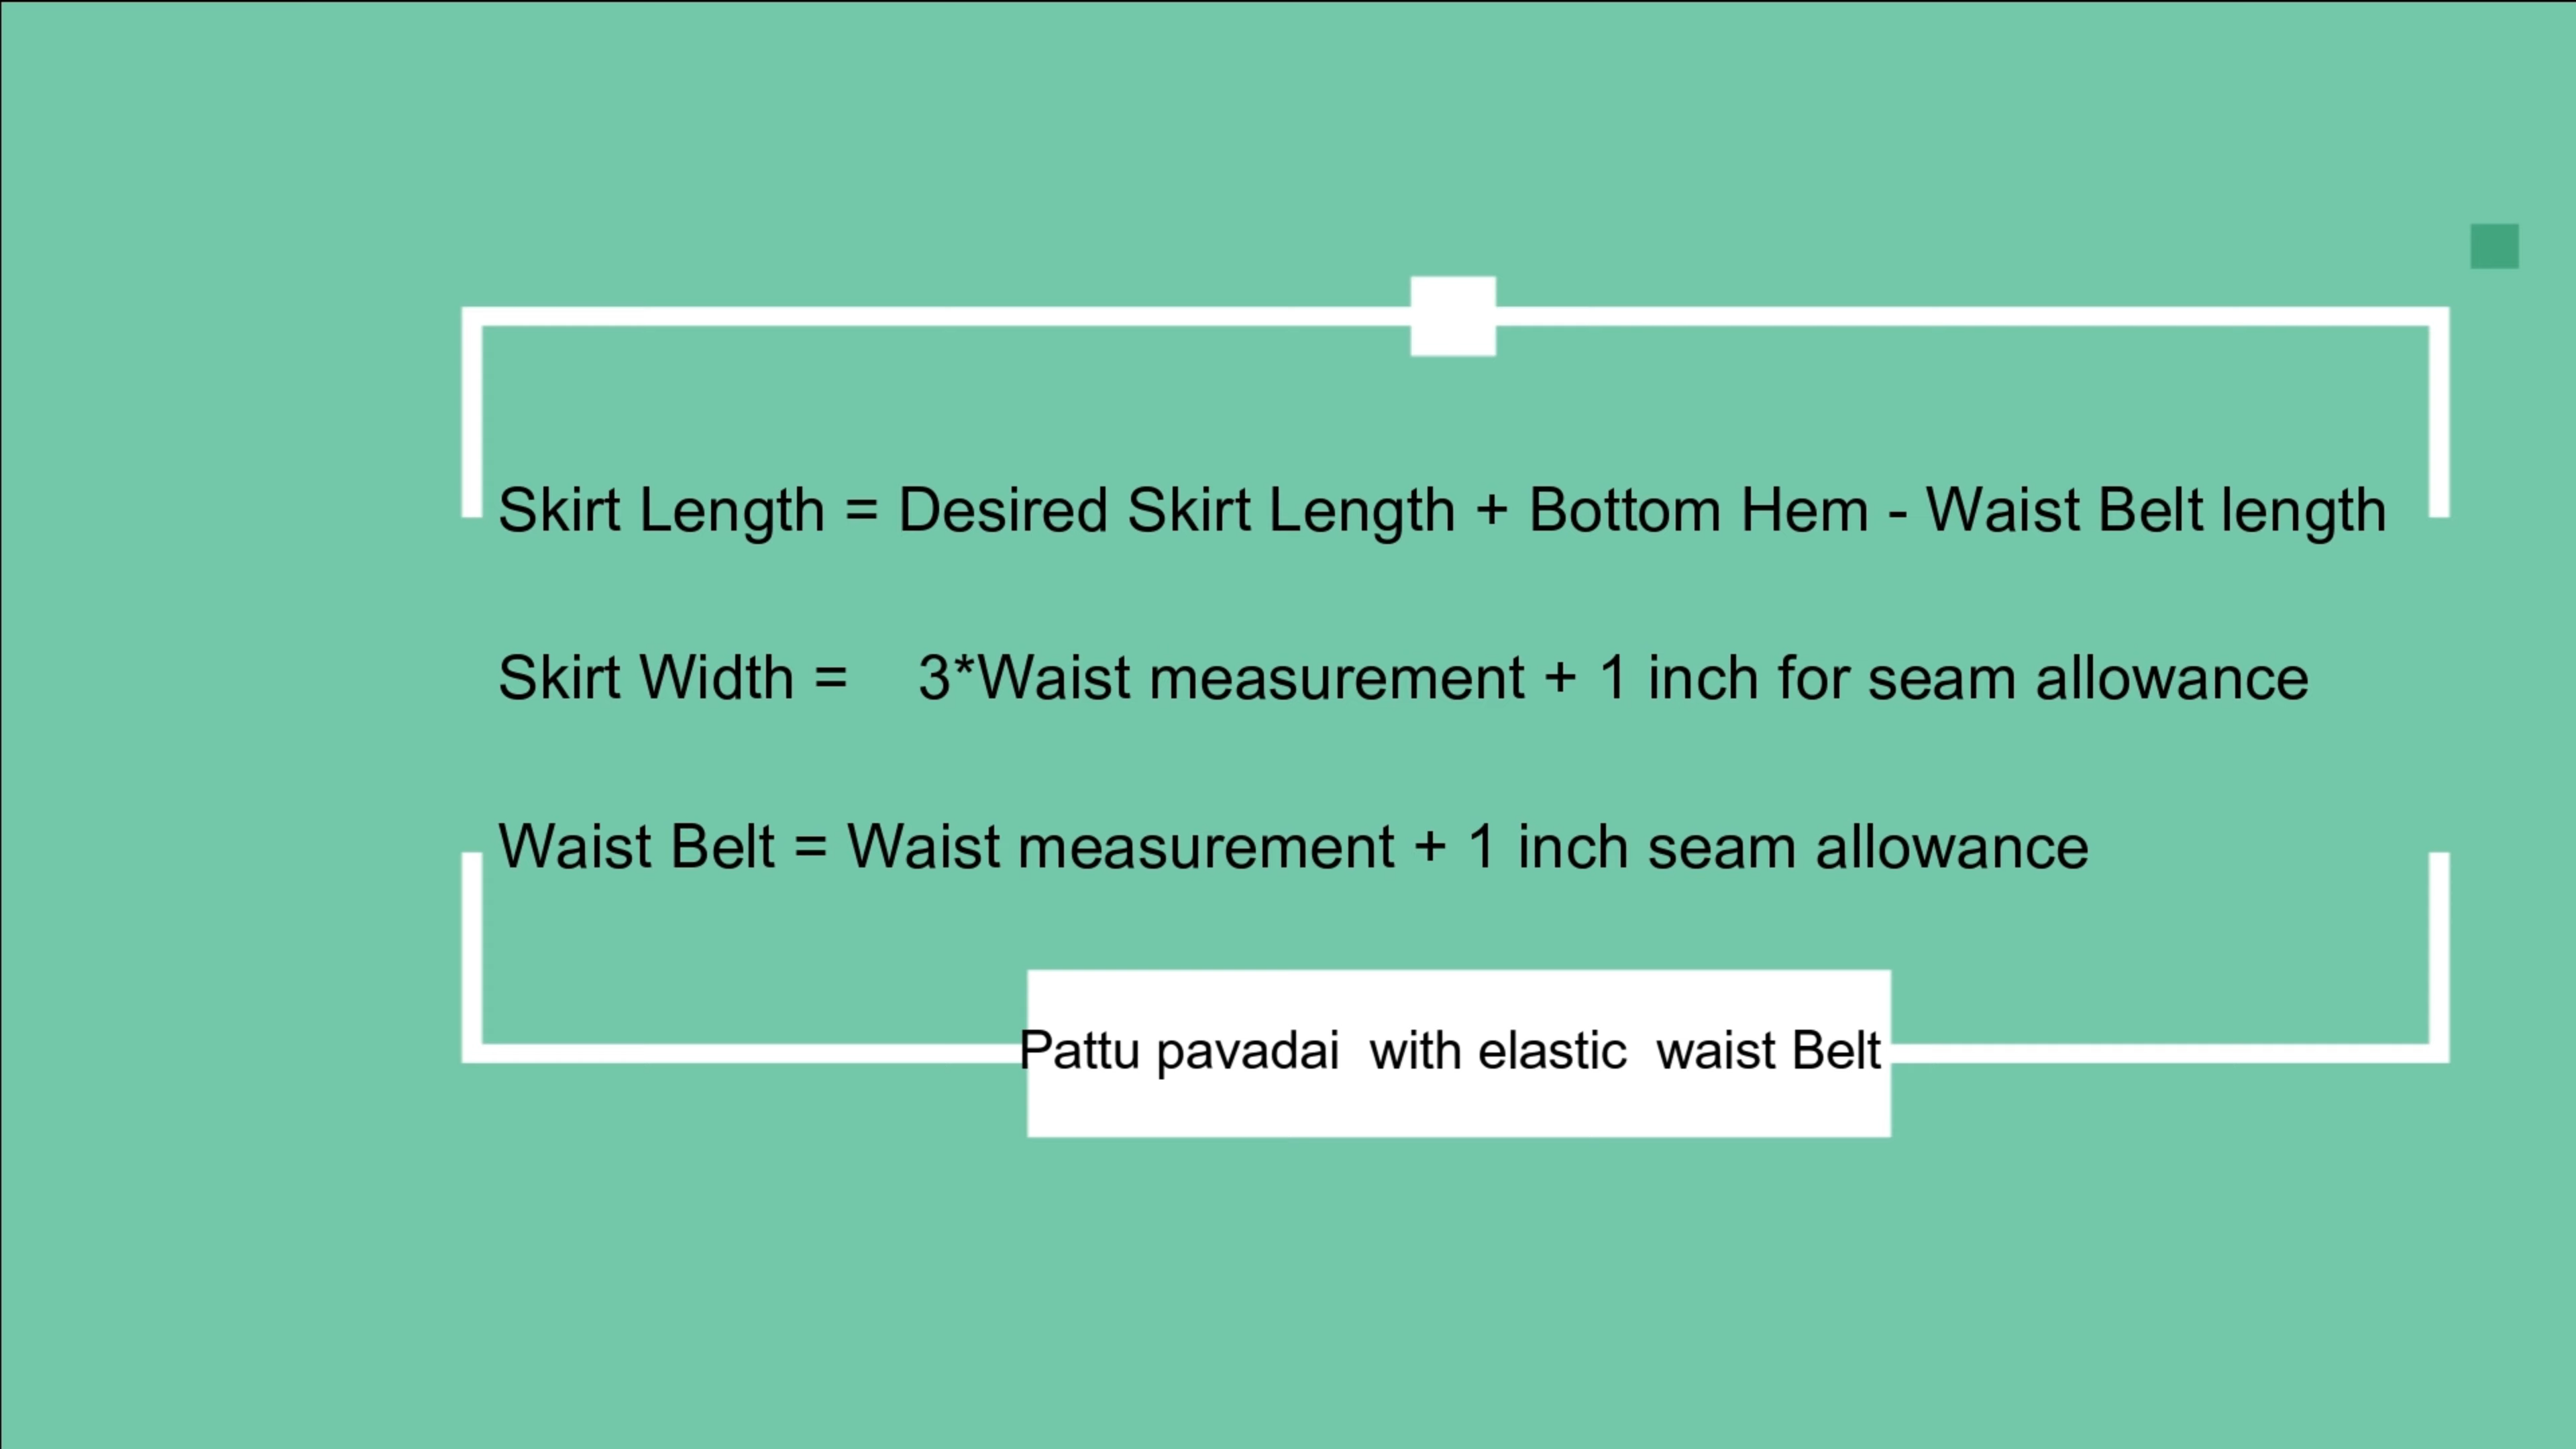 Skirt Length = Desired Skirt Length + Bottom Hem - Waist Belt length
Skirt Width = 3*Waist measurement + 1 inch for seam allowance
Waist Belt = Waist measurement + 1 inch seam allowance
Pattu pavadai with elastic waist Belt